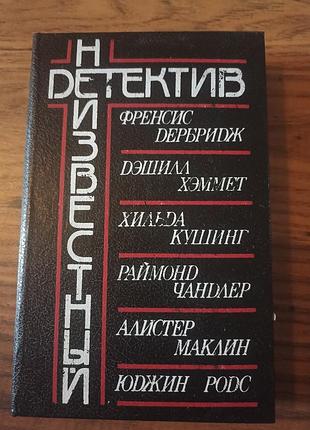 НЕИЗВЕСТНЫЙ
ДЕТЕКТИВ
ФРЕНСИС
ДЕРБРИДЖ
ДЭШИЛЛ
ХЭММЕТ
ХИЛЬДА
КУШИНГ
РАЙМОНД
ЧАНДЛЕР
АЛИСТЕР
МАКЛИН
ЮДЖИН РОДС